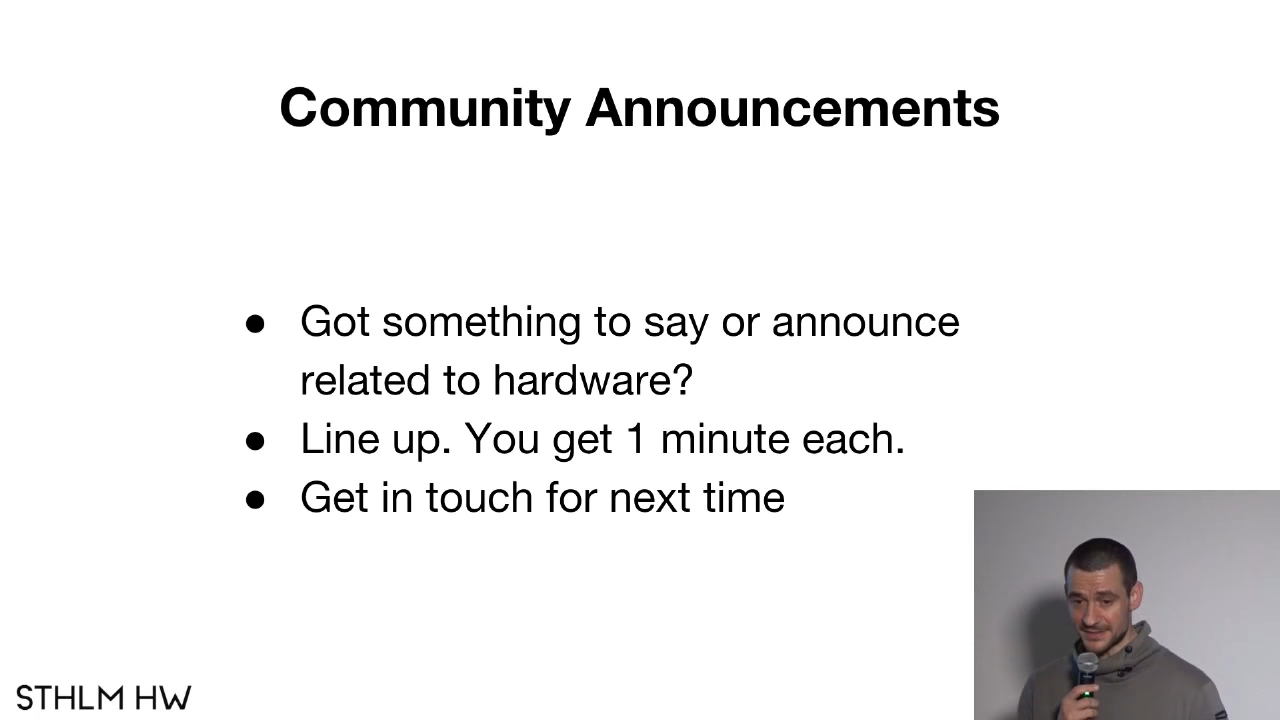 Community Announcements
● Got something to say or announce
related to hardware?
● Line up. You get 1 minute each.
● Get in touch for next time
STHLM HW